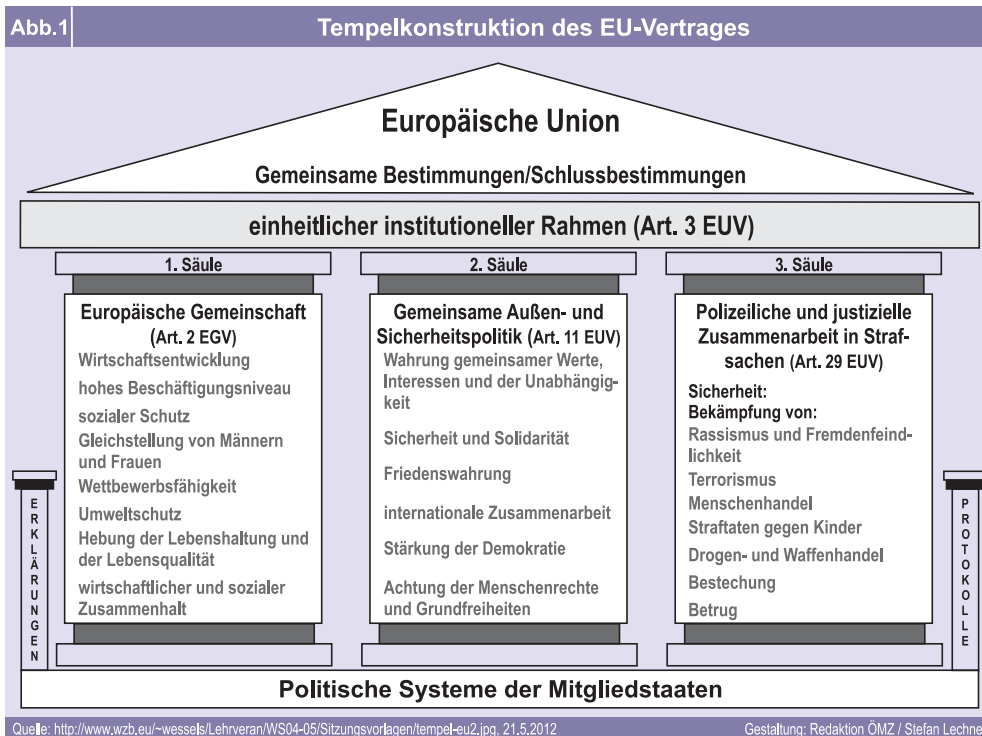 Abb.1
Tempelkonstruktion des EU-Vertrages
Europäische Union
Gemeinsame Bestimmungen/Schlussbestimmungen
einheitlicher institutioneller Rahmen (Art. 3 EUV)
1. Säule
Europäische Gemeinschaft
(Art. 2 EGV)
Wirtschaftsentwicklung
hohes Beschäftigungsniveau
sozialer Schutz
Gleichstellung von Männern
und Frauen
Wettbewerbsfähigkeit
Umweltschutz
Hebung der Lebenshaltung und
der Lebensqualität
wirtschaftlicher und sozialer
Zusammenhalt
2. Säule
Gemeinsame Außen- und
Sicherheitspolitik (Art. 11 EUV)
Wahrung gemeinsamer Werte,
Interessen und der Unabhängig-
keit
Sicherheit und Solidarität
Friedenswahrung
internationale Zusammenarbeit
Stärkung der Demokratie
Achtung der Menschenrechte
und Grundfreiheiten
3. Säule
Polizeiliche und justizielle
Zusammenarbeit in Straf-
sachen (Art. 29 EUV)
Sicherheit:
Bekämpfung von:
Rassismus und Fremdenfeind-
lichkeit
Terrorismus
Menschenhandel
Straftaten gegen Kinder
Drogen- und Waffenhandel
Bestechung
Betrug
ERKLÄRUNGEN
PROTOKOLLE
Politische Systeme der Mitgliedstaaten
Quelle: http://www.wzb.eu/~wessels/Lehrveran/WS04-05/Sitzungsvorlagen/tempel-eu2.jpg, 21.5.2012
Gestaltung: Redaktion ÖMZ / Stefan Lechne